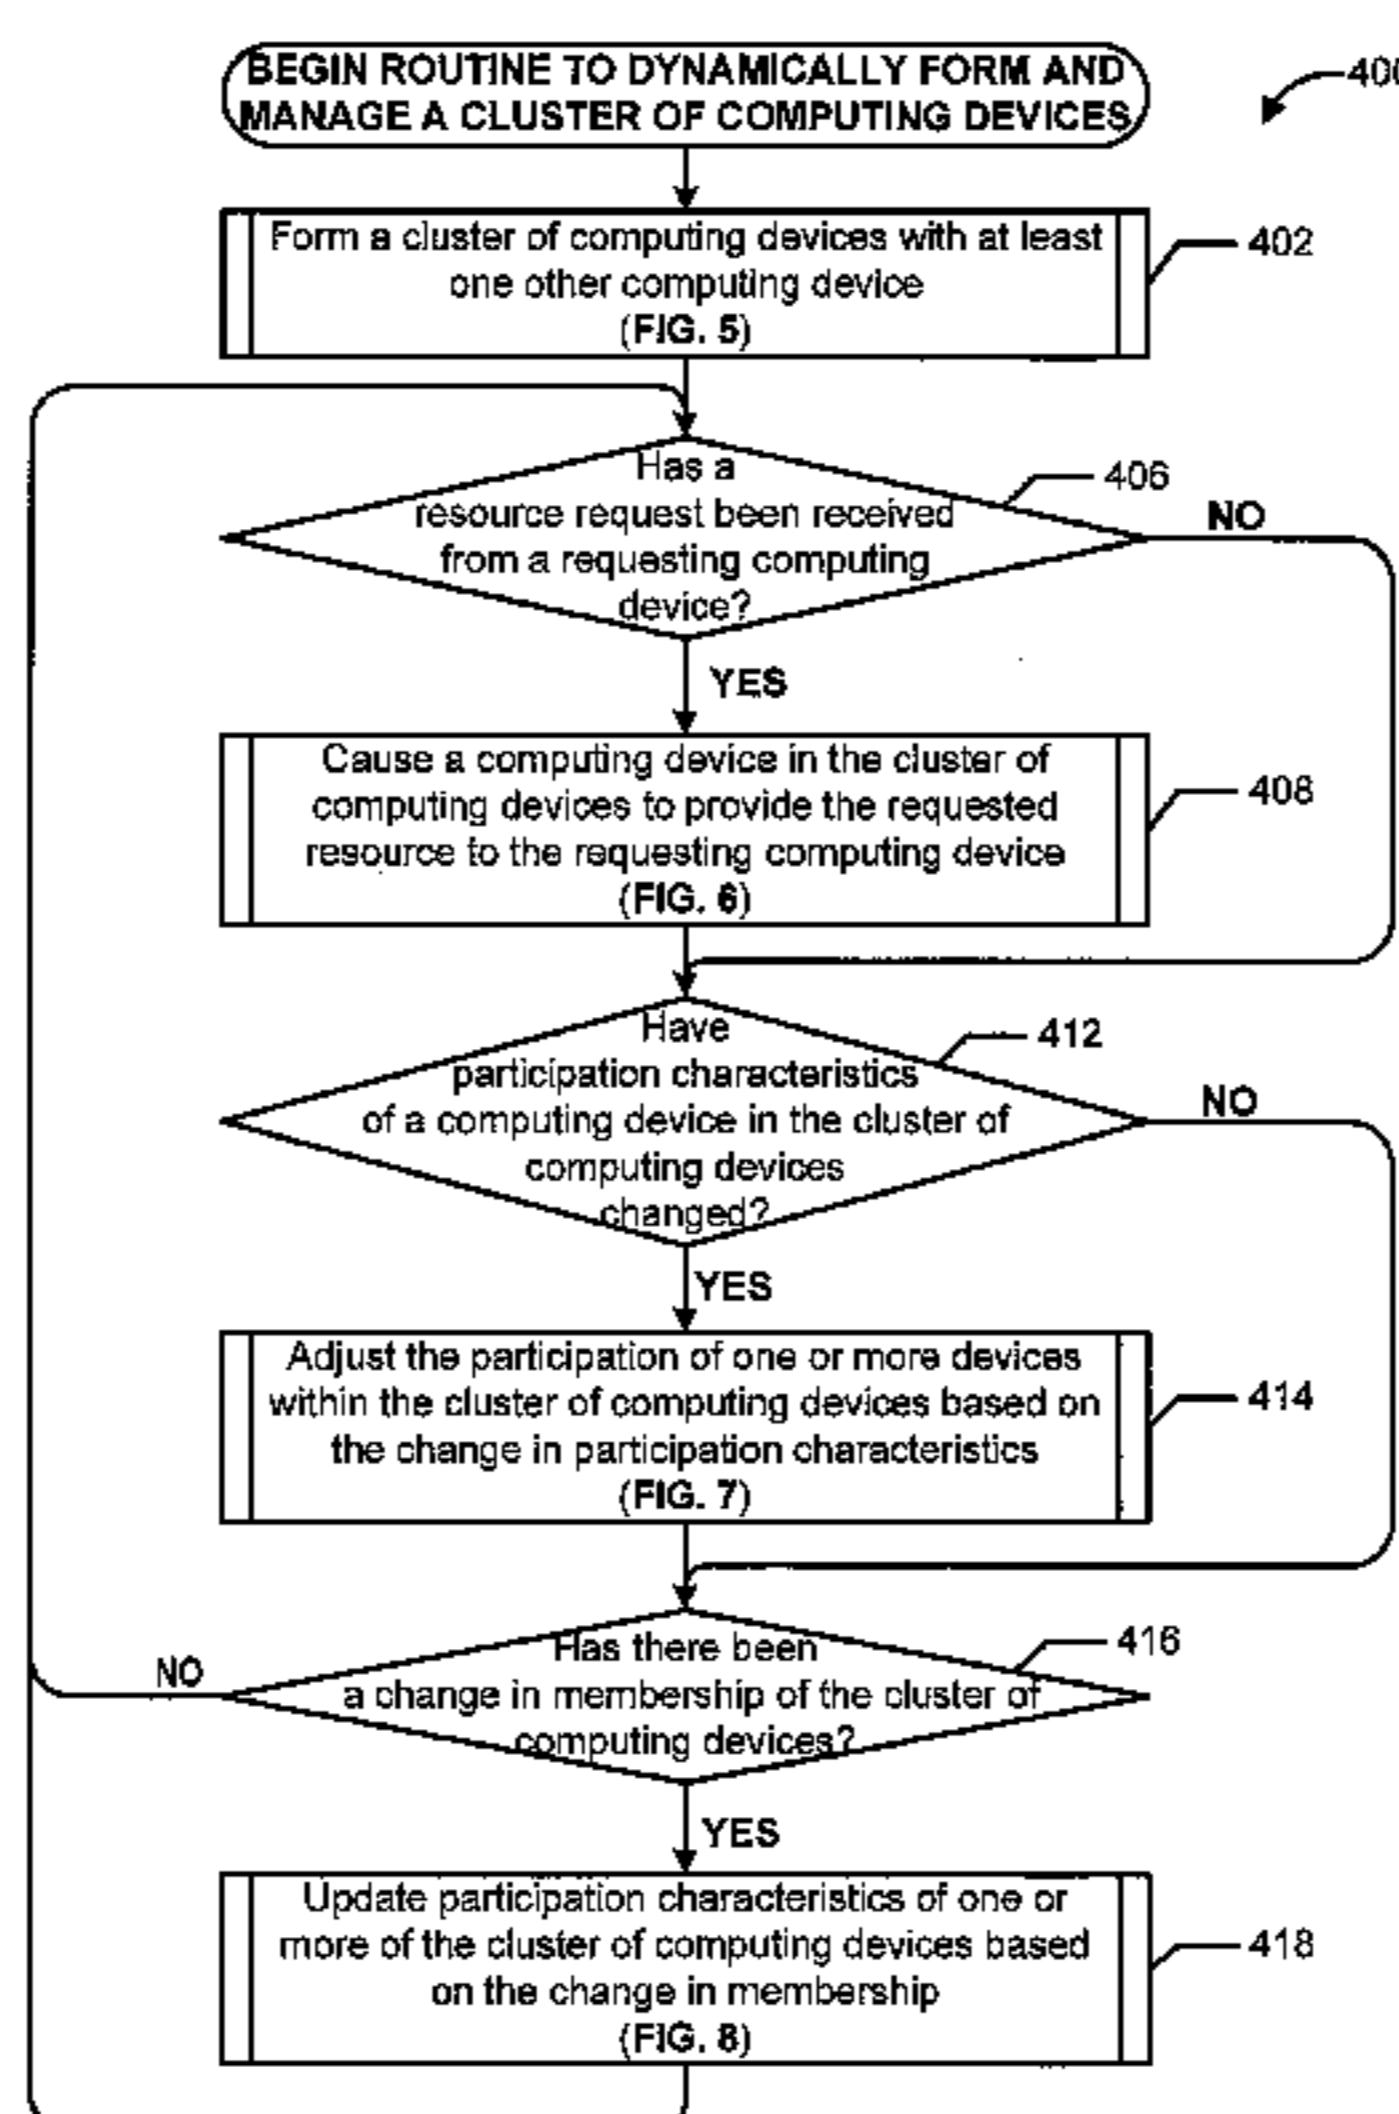 BEGIN ROUTINE TO DYNAMICALLY FORM AND
MANAGE A CLUSTER OF COMPUTING DEVICES
400
Form a cluster of computing devices with at least
one other computing device
(FIG. 5)
402
Has a
resource request been received
from a requesting computing
device?
406
NO
YES
Cause a computing device in the cluster of
computing devices to provide the requested
resource to the requesting computing device
(FIG. 6)
408
Have
participation characteristics
of a computing device in the cluster of
computing devices
changed?
412
NO
YES
Adjust the participation of one or more devices
within the cluster of computing devices based on
the change in participation characteristics
(FIG. 7)
414
Has there been
a change in membership of the cluster of
computing devices?
416
NO
YES
Update participation characteristics of one or
more of the cluster of computing devices based
on the change in membership
(FIG. 8)
418